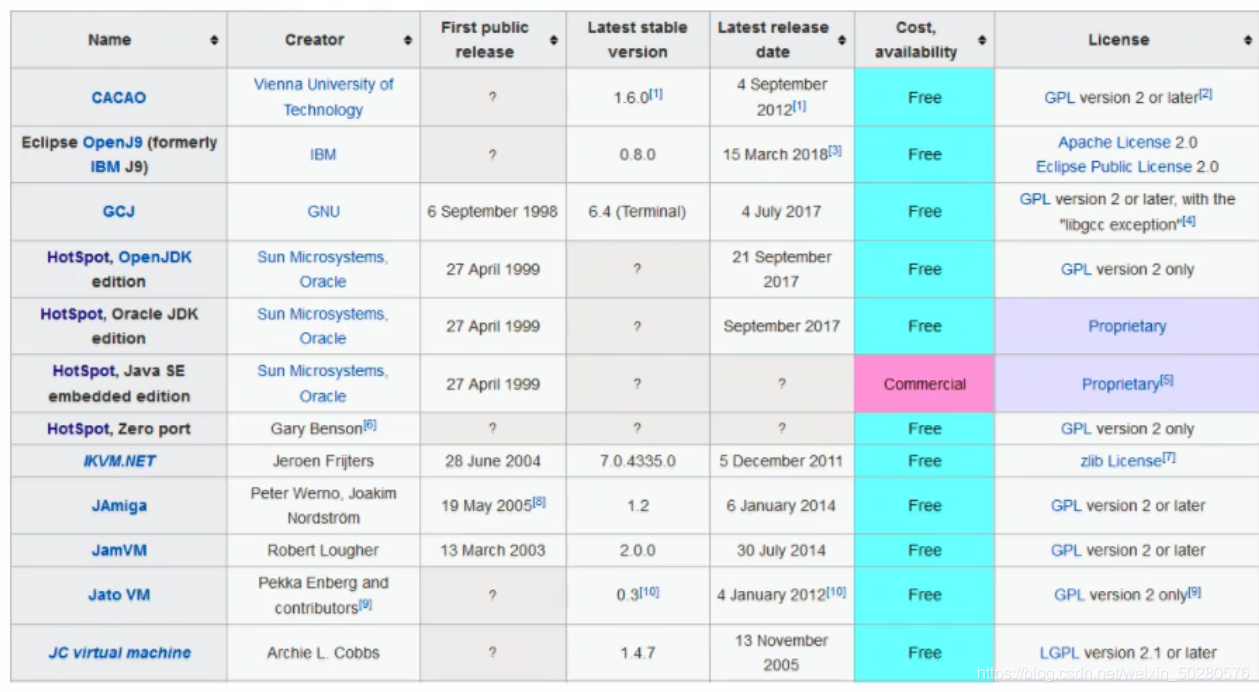 Name Creator First public release Latest stable version Latest release date Cost, availability License
CACAO Vienna University of Technology ? 1.6.0[1] 4 September 2012[1] Free GPL version 2 or later[2]
Eclipse OpenJ9 (formerly IBM J9) IBM ? 0.8.0 15 March 2018[3] Free Apache License 2.0 Eclipse Public License 2.0
GCJ GNU 6 September 1998 6.4 (Terminal) 4 July 2017 Free GPL version 2 or later, with the "libgcc exception"[4]
HotSpot, OpenJDK edition Sun Microsystems, Oracle 27 April 1999 ? 21 September 2017 Free GPL version 2 only
HotSpot, Oracle JDK edition Sun Microsystems, Oracle 27 April 1999 ? September 2017 Free Proprietary
HotSpot, Java SE embedded edition Sun Microsystems, Oracle 27 April 1999 ? ? Commercial Proprietary[5]
HotSpot, Zero port Gary Benson[6] ? ? ? Free GPL version 2 only
IKVM.NET Jeroen Frijters 28 June 2004 7.0.4335.0 5 December 2011 Free zlib License[7]
JAmiga Peter Werno, Joakim Nordström 19 May 2005[8] 1.2 6 January 2014 Free GPL version 2 or later
JamVM Robert Lougher 13 March 2003 2.0.0 30 July 2014 Free GPL version 2 or later
Jato VM Pekka Enberg and contributors[9] ? 0.3[10] 4 January 2012[10] Free GPL version 2 only[9]
JC virtual machine Archie L. Cobbs ? 1.4.7 13 November 2005 Free LGPL version 2.1 or later
https://blog.csdn.net/weixin_50280576